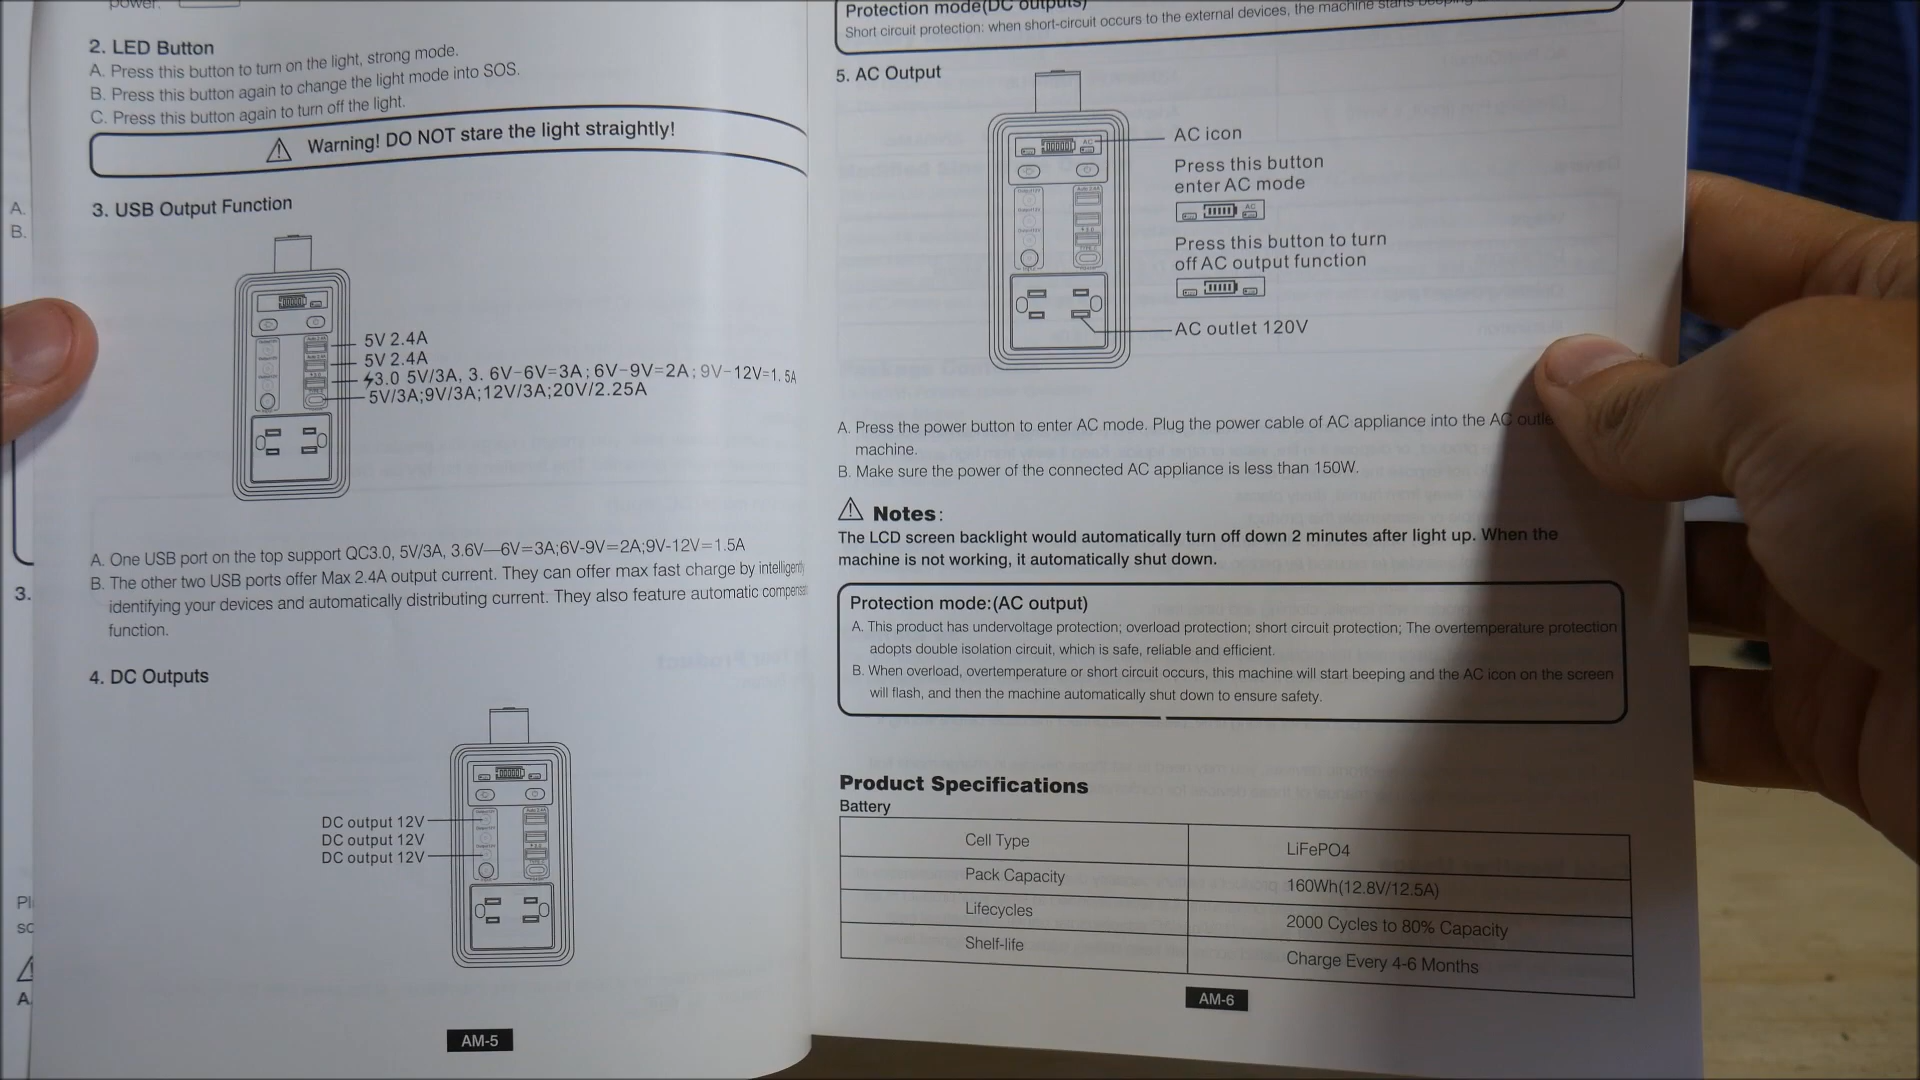 power.
2. LED Button
A. Press this button to turn on the light, strong mode.
B. Press this button again to change the light mode into SOS.
C. Press this button again to turn off the light.
Warning! DO NOT stare the light straightly!
A.
B.
3. USB Output Function
5V 2.4A
5V 2.4A
3.0 5V/3A, 3. 6V-6V=3A; 6V-9V=2A; 9V-12V=1. 5A
5V/3A;9V/3A;12V/3A;20V/2.25A
A. One USB port on the top support QC3.0, 5V/3A, 3.6V—6V=3A;6V-9V=2A;9V-12V=1.5A
B. The other two USB ports offer Max 2.4A output current. They can offer max fast charge by intelligently
identifying your devices and automatically distributing current. They also feature automatic
function.
3.
4. DC Outputs
DC output 12V
DC output 12V
DC output 12V
A.
AM-5
Protection mode(DC outputs)
Short circuit protection: when short-circuit occurs to the external devices, the machine starts
5. AC Output
AC icon
Press this button
enter AC mode
AC
Press this button to turn
off AC output function
AC outlet 120V
A. Press the power button to enter AC mode. Plug the power cable of AC appliance into the AC
machine.
B. Make sure the power of the connected AC appliance is less than 150W.
Notes:
The LCD screen backlight would automatically turn off down 2 minutes after light up. When the
machine is not working, it automatically shut down.
Protection mode:(AC output)
A. This product has undervoltage protection; overload protection; short circuit protection; The overtemperature protection
adopts double isolation circuit, which is safe, reliable and efficient.
B. When overload, overtemperature or short circuit occurs, this machine will start beeping and the AC icon on the screen
will flash, and then the machine automatically shut down to ensure safety.
Product Specifications
Battery
Cell Type LiFePO4
Pack Capacity 160Wh(12.8V/12.5A)
Lifecycles 2000 Cycles to 80% Capacity
Shelf-life Charge Every 4-6 Months
AM-6